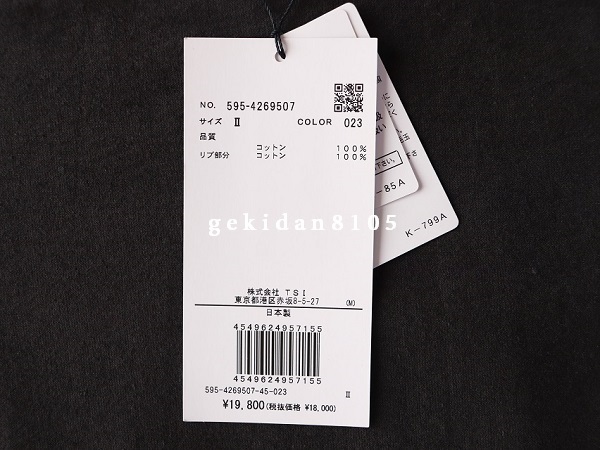 NO. 595-4269507
サイズ Ⅱ COLOR 023
品質
コットン 100%
リブ部分 コットン 100%
gekidan8105
株式会社 TSI
東京都港区赤坂8-5-27 (M)
日本製
4549624957155
4549624957155
595-4269507-45-023 Ⅱ
¥19,800(税抜価格 ¥18,000)
下さい。
-85A
K-799A